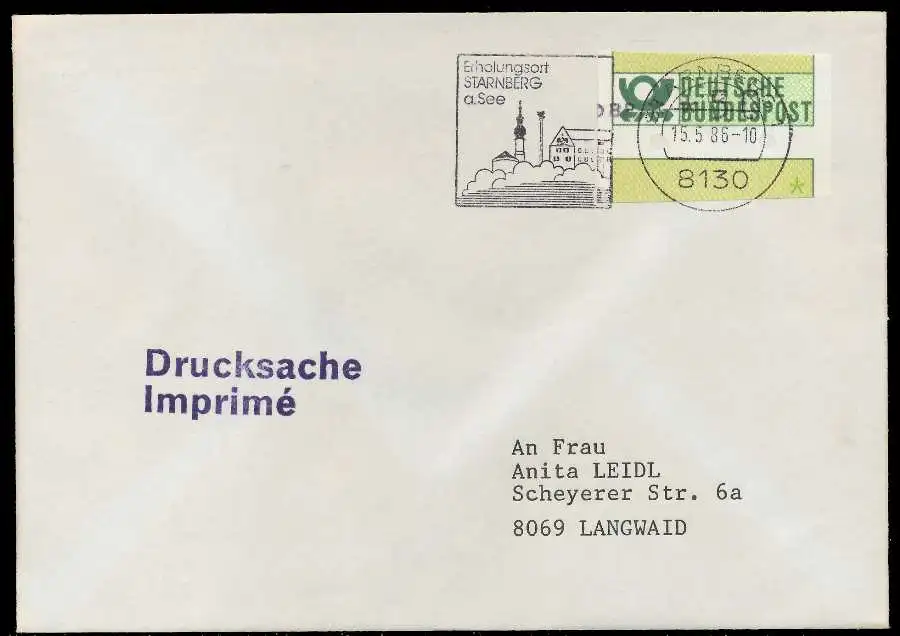 Erholungsort
STARNBERG
a.See
DEUTSCHE
BUNDESPOST
15.5.86-10
8130
Drucksache
Imprimé
An Frau
Anita LEIDL
Scheyerer Str. 6a
8069 LANGWAID